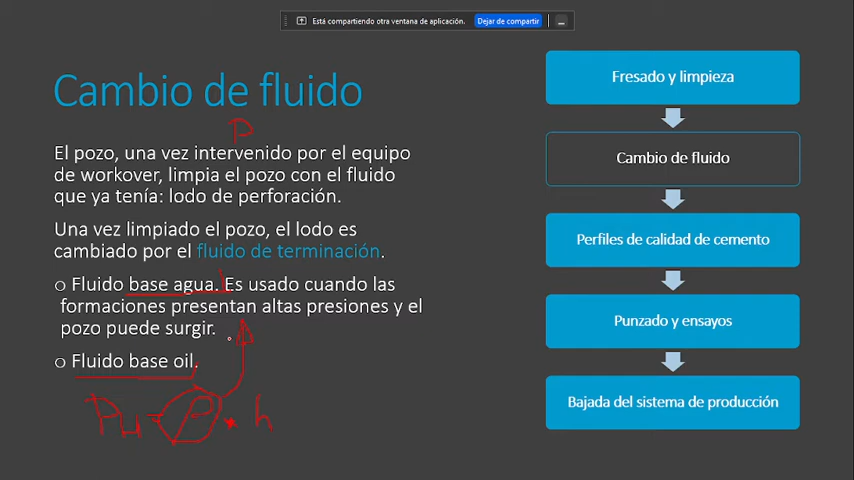 Está compartiendo otra ventana de aplicación. Dejar de compartir
Cambio de fluido
P
El pozo, una vez intervenido por el equipo
de workover, limpia el pozo con el fluido
que ya tenía: lodo de perforación.
Una vez limpiado el pozo, el lodo es
cambiado por el fluido de terminación.
o Fluido base agua. Es usado cuando las
formaciones presentan altas presiones y el
pozo puede surgir.
o Fluido base oil.
PH = ρ * h
Fresado y limpieza
Cambio de fluido
Perfiles de calidad de cemento
Punzado y ensayos
Bajada del sistema de producción